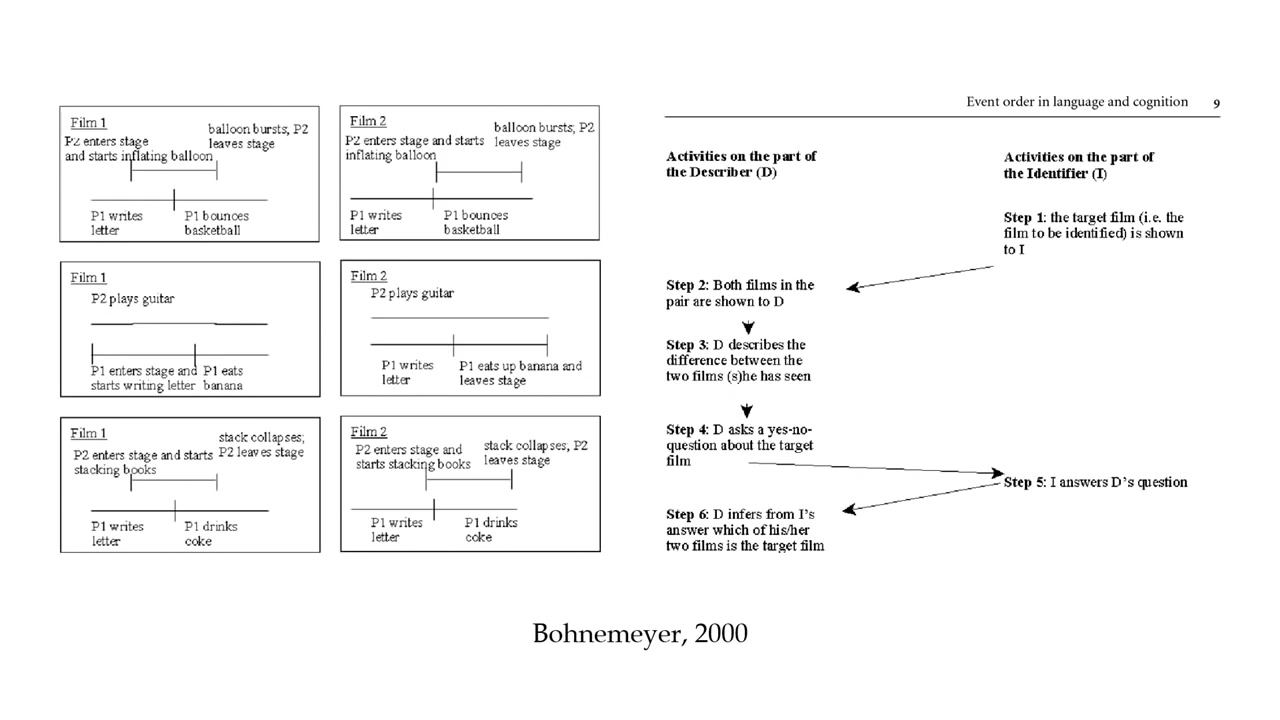 Film 1
P2 enters stage
and starts inflating balloon
balloon bursts; P2
leaves stage
P1 writes
letter
P1 bounces
basketball
Film 2
P2 enters stage and starts
inflating balloon
balloon bursts; P2
leaves stage
P1 writes
letter
P1 bounces
basketball
Film 1
P2 plays guitar
P1 enters stage and
starts writing letter
P1 eats
banana
Film 2
P2 plays guitar
P1 writes
letter
P1 eats up banana and
leaves stage
Film 1
P2 enters stage and starts
stacking books
stack collapses;
P2 leaves stage
P1 writes
letter
P1 drinks
coke
Film 2
P2 enters stage and
starts stacking books
stack collapses; P2
leaves stage
P1 writes
letter
P1 drinks
coke
Event order in language and cognition 9
Activities on the part of
the Describer (D)
Activities on the part of
the Identifier (I)
Step 1: the target film (i.e. the
film to be identified) is shown
to I
Step 2: Both films in the
pair are shown to D
Step 3: D describes the
difference between the
two films (s)he has seen
Step 4: D asks a yes-no-
question about the target
film
Step 5: I answers D's question
Step 6: D infers from I's
answer which of his/her
two films is the target film
Bohnemeyer, 2000